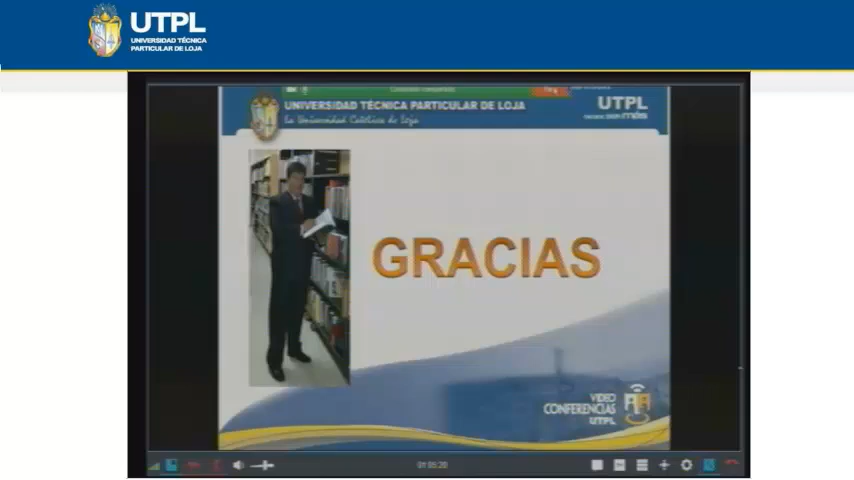 UTPL
UNIVERSIDAD TÉCNICA
PARTICULAR DE LOJA
UNIVERSIDAD TÉCNICA PARTICULAR DE LOJA
La Universidad Católica de Loja
UTPL
GRACIAS
VIDEO
CONFERENCIAS
UTPL
01:05:20